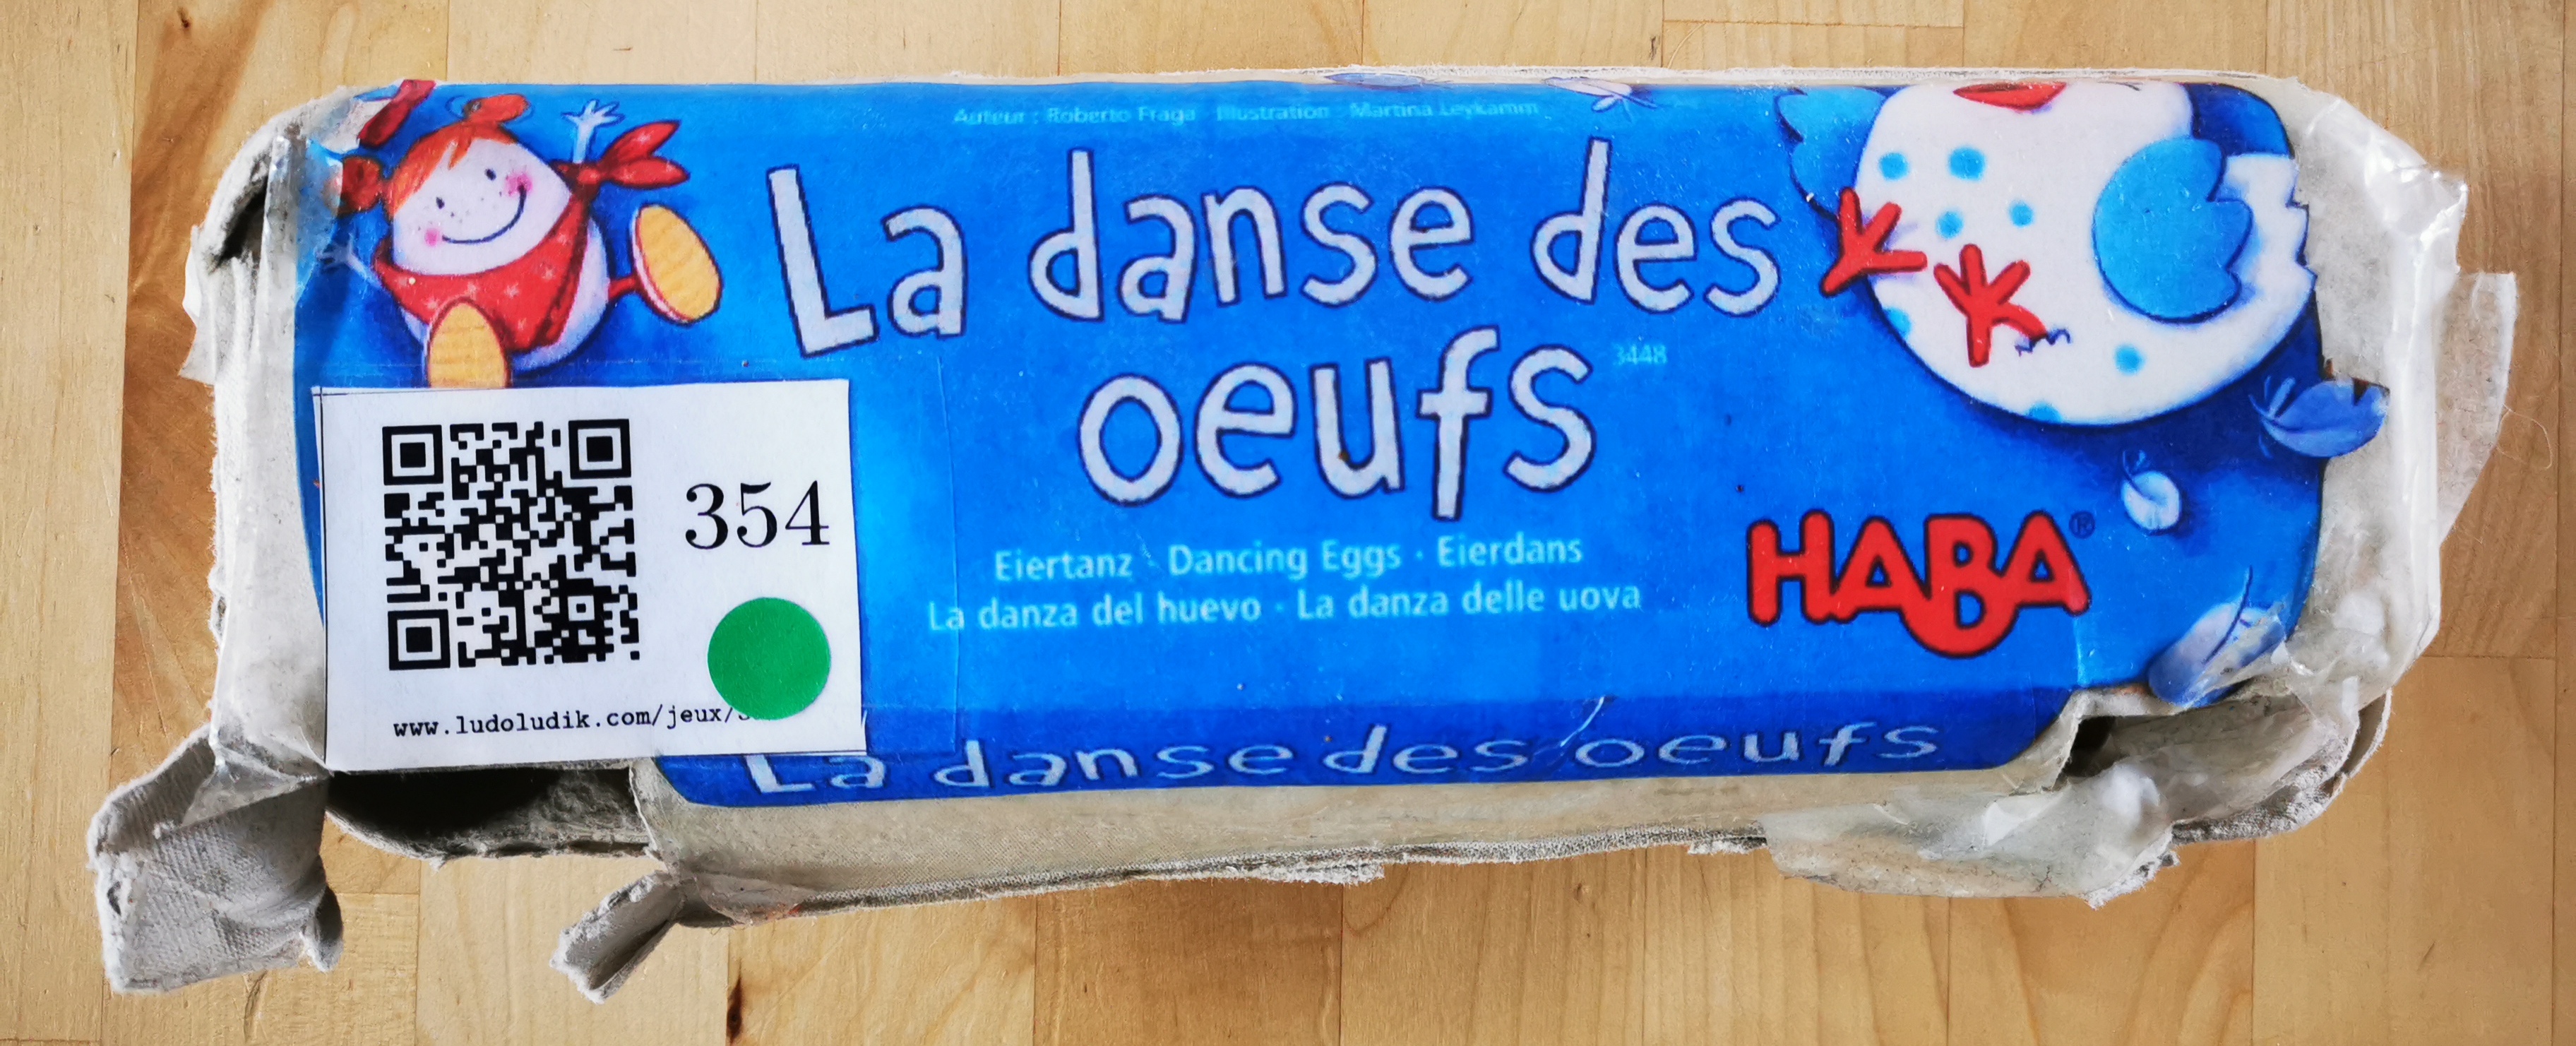 Auteur : Roberto Fraga · Illustration : Martina Leykamm
La danse des
oeufs
3448
Eiertanz · Dancing Eggs · Eierdans
La danza del huevo · La danza delle uova
HABA®
354
www.ludoludik.com/jeux/
La danse des oeufs